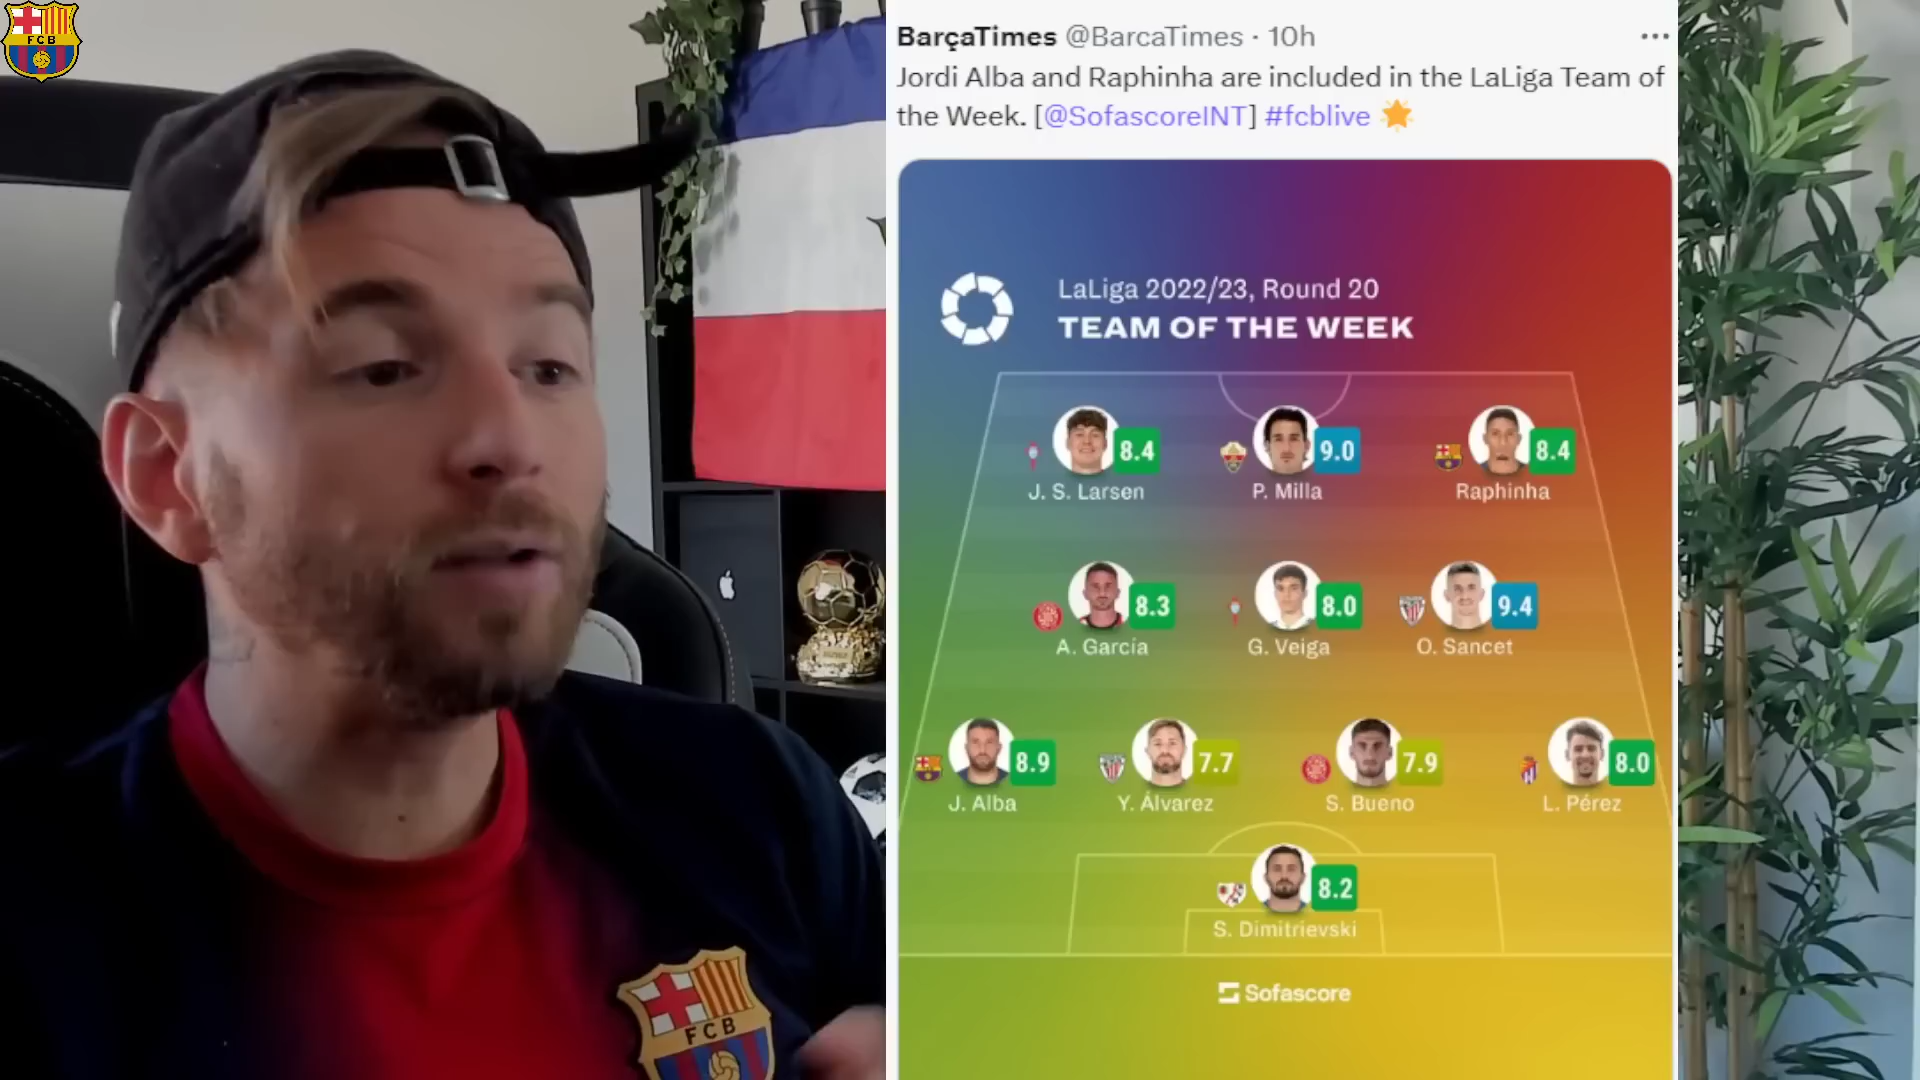 FCB
BarçaTimes @BarcaTimes · 10h
Jordi Alba and Raphinha are included in the LaLiga Team of
the Week. [@SofascoreINT] #fcblive
LaLiga 2022/23, Round 20
TEAM OF THE WEEK
8.4
9.0
8.4
J. S. Larsen
P. Milla
Raphinha
8.3
8.0
9.4
A. García
G. Veiga
O. Sancet
8.9
7.7
7.9
8.0
J. Alba
Y. Álvarez
S. Bueno
L. Pérez
8.2
S. Dimitrievski
Sofascore
FCB